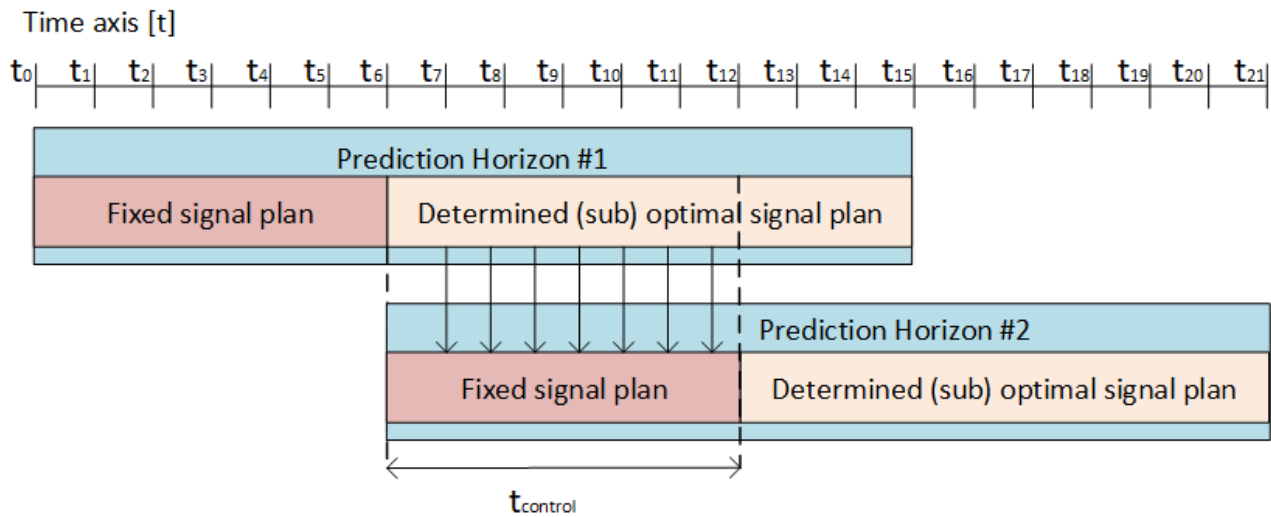 Time axis [t]
t0 t1 t2 t3 t4 t5 t6 t7 t8 t9 t10 t11 t12 t13 t14 t15 t16 t17 t18 t19 t20 t21
Prediction Horizon #1
Fixed signal plan Determined (sub) optimal signal plan
Prediction Horizon #2
Fixed signal plan Determined (sub) optimal signal plan
tcontrol